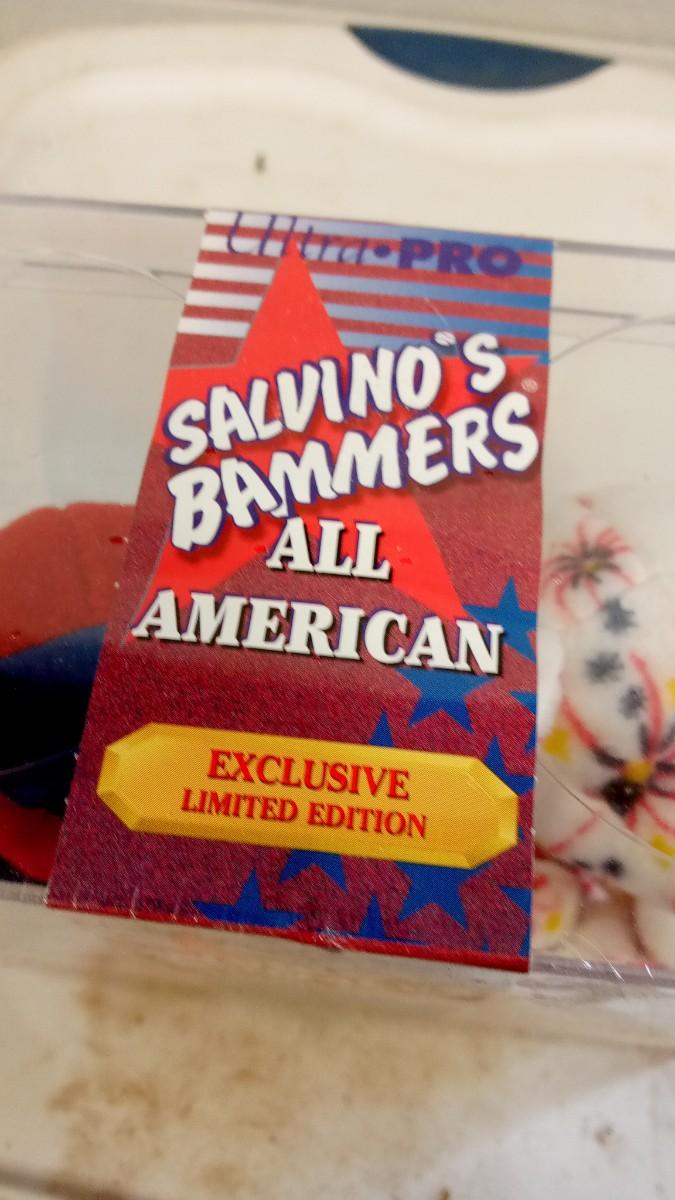 Ultra•PRO
SALVINO'S
BAMMERS®
ALL
AMERICAN
EXCLUSIVE
LIMITED EDITION